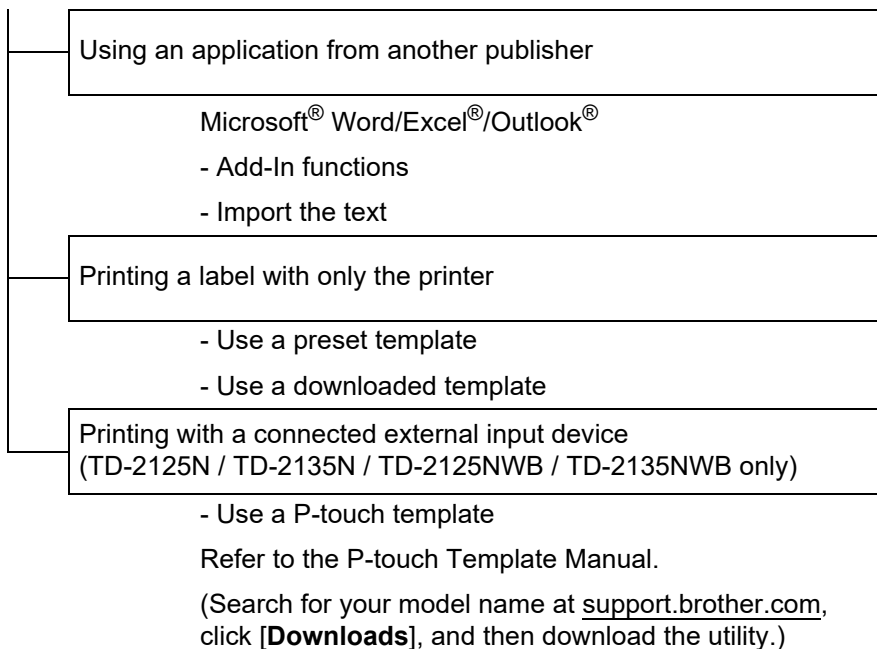 Using an application from another publisher
Microsoft® Word/Excel®/Outlook®
- Add-In functions
- Import the text
Printing a label with only the printer
- Use a preset template
- Use a downloaded template
Printing with a connected external input device
(TD-2125N / TD-2135N / TD-2125NWB / TD-2135NWB only)
- Use a P-touch template
Refer to the P-touch Template Manual.
(Search for your model name at support.brother.com,
click [Downloads], and then download the utility.)